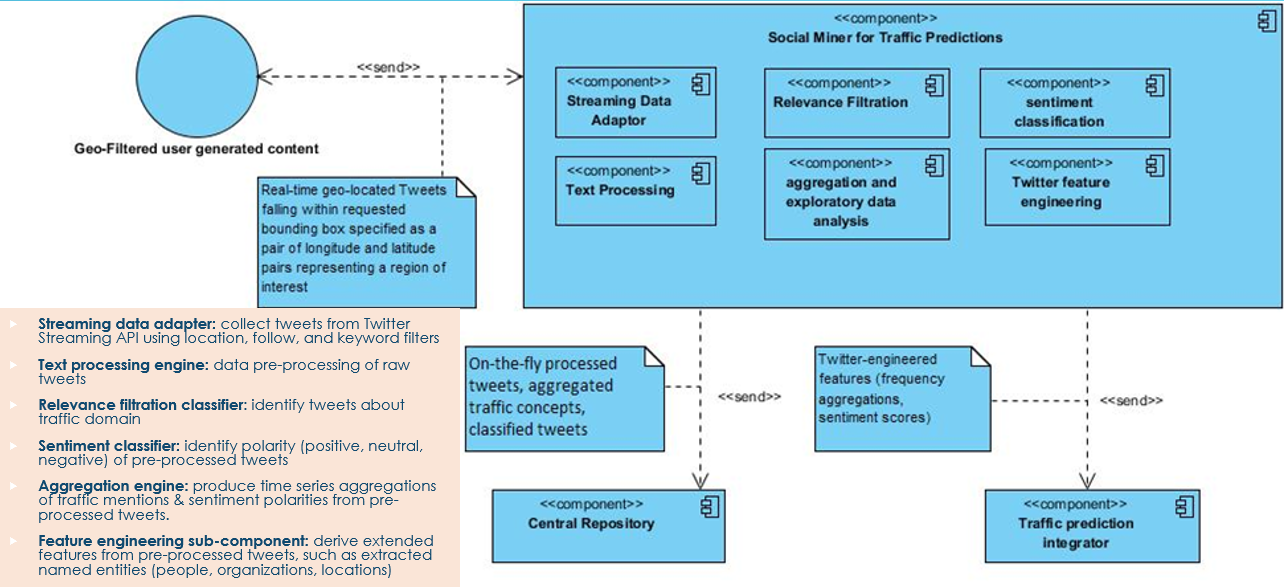 <<component>>
Social Miner for Traffic Predictions
<<send>>
Geo-Filtered user generated content
<<component>>
Streaming Data
Adaptor
<<component>>
Relevance Filtration
<<component>>
sentiment
classification
<<component>>
Text Processing
<<component>>
aggregation and
exploratory data
analysis
<<component>>
Twitter feature
engineering
Real-time geo-located Tweets
falling within requested
bounding box specified as a
pair of longitude and latitude
pairs representing a region of
interest
Streaming data adapter: collect tweets from Twitter
Streaming API using location, follow, and keyword filters
Text processing engine: data pre-processing of raw
tweets
Relevance filtration classifier: identify tweets about
traffic domain
Sentiment classifier: identify polarity (positive, neutral,
negative) of pre-processed tweets
Aggregation engine: produce time series aggregations
of traffic mentions & sentiment polarities from pre-
processed tweets.
Feature engineering sub-component: derive extended
features from pre-processed tweets, such as extracted
named entities (people, organizations, locations)
On-the-fly processed
tweets, aggregated
traffic concepts,
classified tweets
<<send>>
Twitter-engineered
features (frequency
aggregations,
sentiment scores)
<<send>>
<<component>>
Central Repository
<<component>>
Traffic prediction
integrator